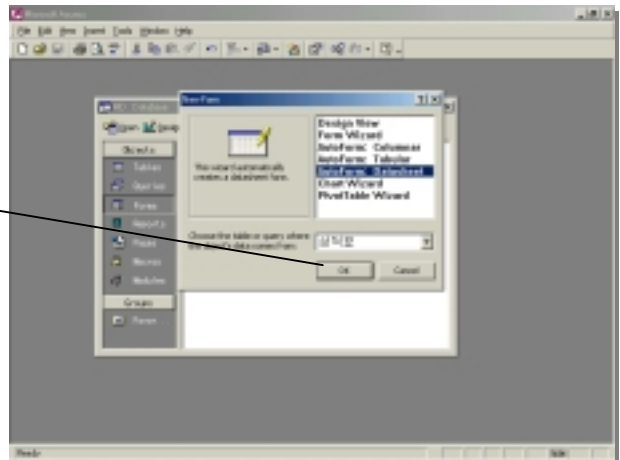 Microsoft Access
File Edit View Insert Tools Window Help
Database
New Form
Open
Design View
Form Wizard
AutoForm: Columnar
AutoForm: Tabular
AutoForm: Datasheet
Chart Wizard
PivotTable Wizard
This wizard automatically
creates a datasheet form.
Choose the table or query where
the object's data comes from:
OK
Cancel
Objects
Tables
Queries
Forms
Reports
Pages
Macros
Modules
Groups
Ready
NUM